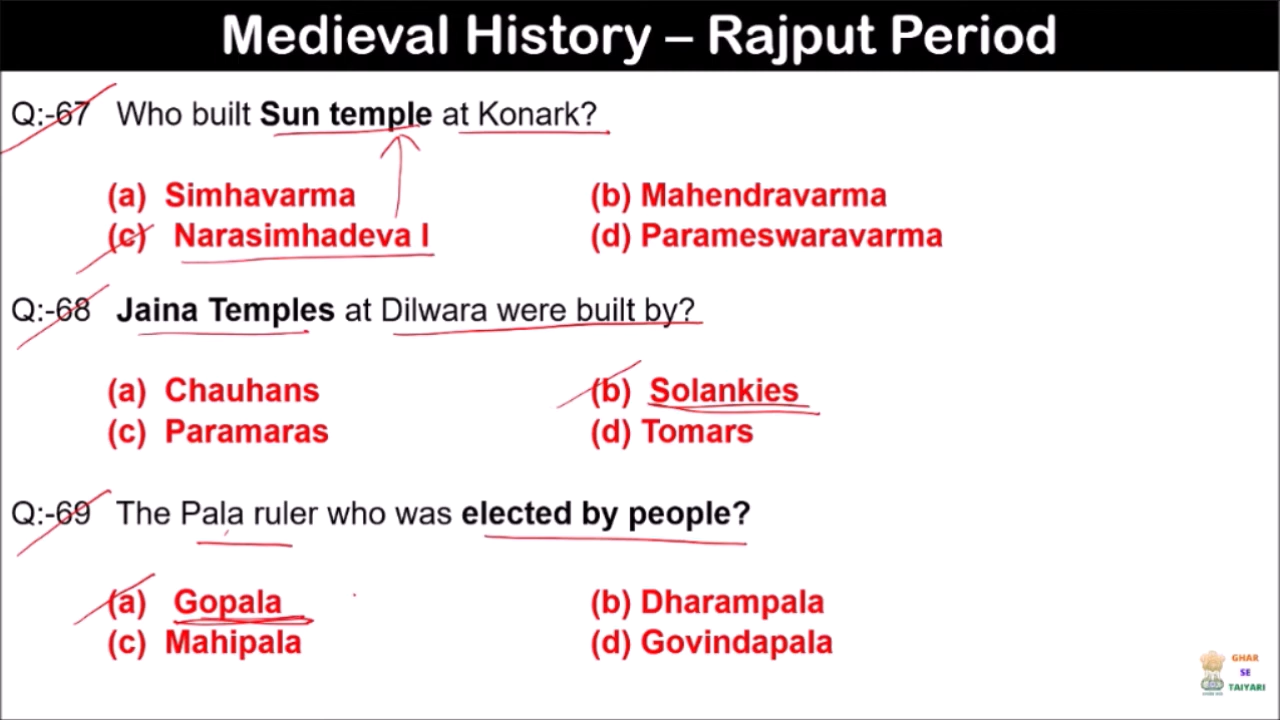 Medieval History – Rajput Period
Q:-67 Who built Sun temple at Konark?
(a) Simhavarma (b) Mahendravarma
(c) Narasimhadeva I (d) Parameswaravarma
Q:-68 Jaina Temples at Dilwara were built by?
(a) Chauhans (b) Solankies
(c) Paramaras (d) Tomars
Q:-69 The Pala ruler who was elected by people?
(a) Gopala (b) Dharampala
(c) Mahipala (d) Govindapala
GHAR
SE
TAIYARI